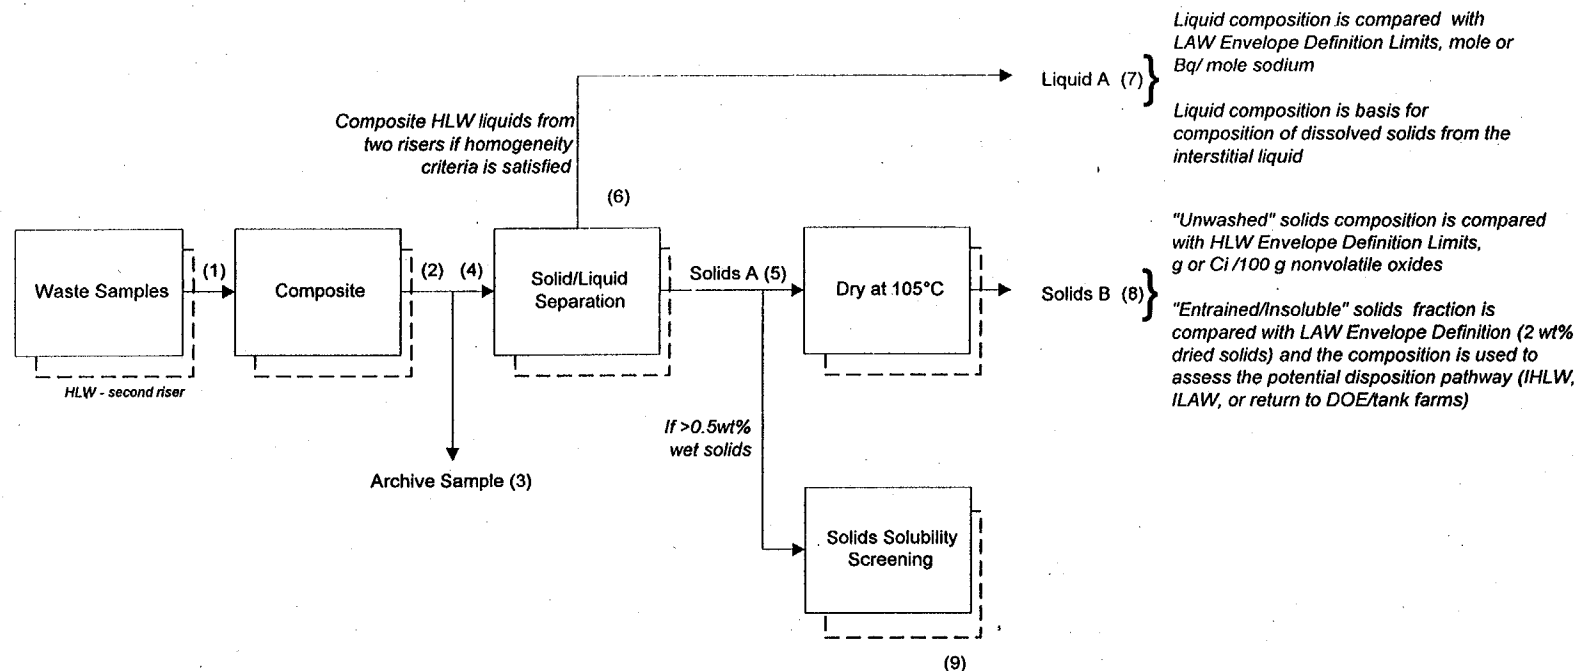 Liquid composition is compared with
LAW Envelope Definition Limits, mole or
Bq/ mole sodium
Liquid A (7)
Liquid composition is basis for
composition of dissolved solids from the
interstitial liquid
Composite HLW liquids from
two risers if homogeneity
criteria is satisfied
(6)
Waste Samples
(1)
Composite
(2) (4)
Solid/Liquid
Separation
Solids A (5)
Dry at 105°C
Solids B (8)
"Unwashed" solids composition is compared
with HLW Envelope Definition Limits,
g or Ci /100 g nonvolatile oxides
"Entrained/Insoluble" solids fraction is
compared with LAW Envelope Definition (2 wt%
dried solids) and the composition is used to
assess the potential disposition pathway (IHLW,
ILAW, or return to DOE/tank farms)
HLW - second riser
Archive Sample (3)
If >0.5wt%
wet solids
Solids Solubility
Screening
(9)